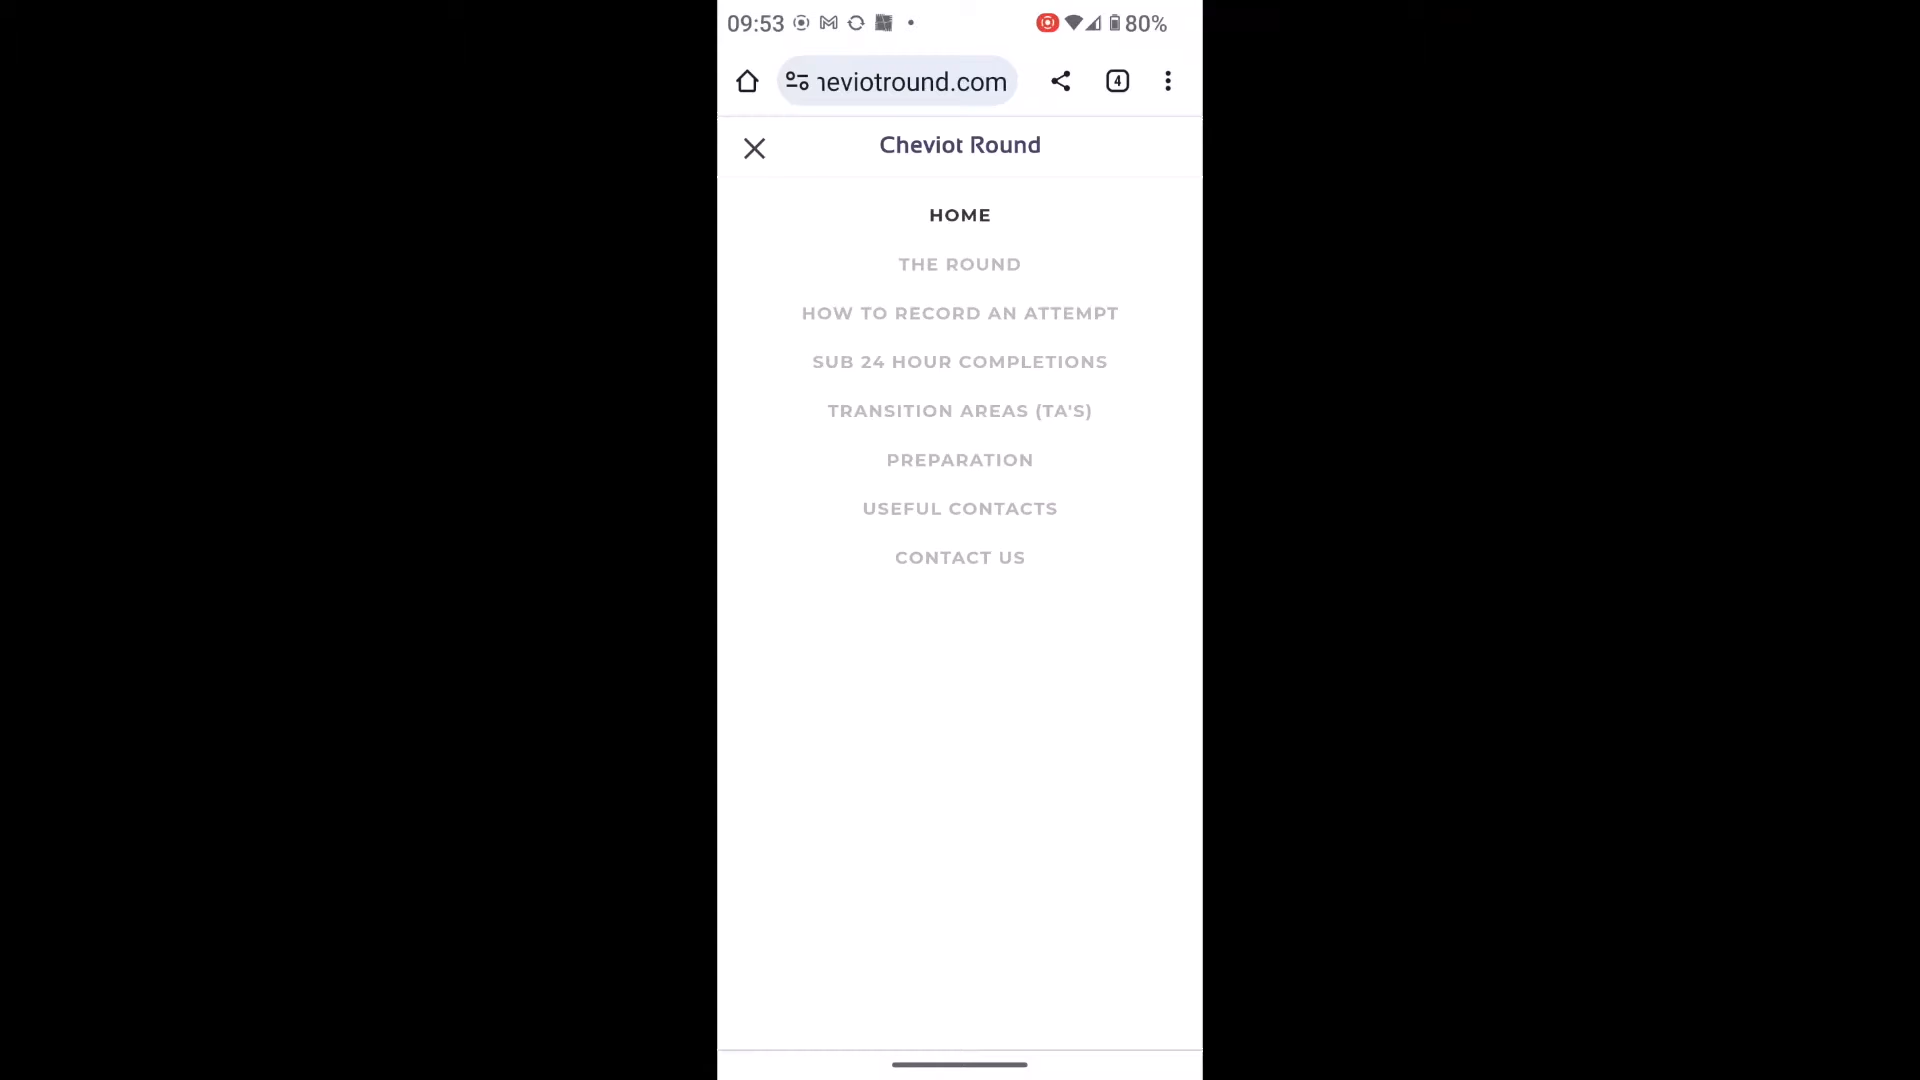 09:53
80%
heviotround.com
4
Cheviot Round
HOME
THE ROUND
HOW TO RECORD AN ATTEMPT
SUB 24 HOUR COMPLETIONS
TRANSITION AREAS (TA'S)
PREPARATION
USEFUL CONTACTS
CONTACT US